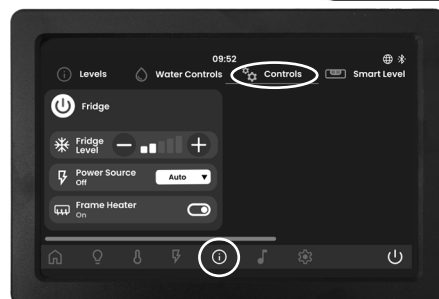 09:52
Levels
Water Controls
Controls
Smart Level
Fridge
Fridge
Level
Power Source
Off
Auto
Frame Heater
On